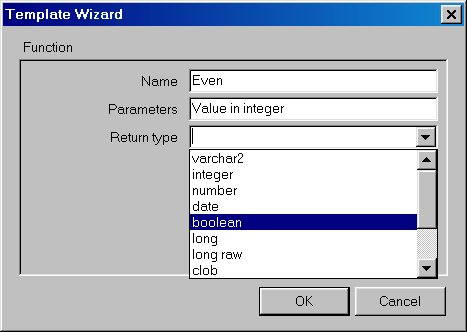 Template Wizard
Function
Name Even
Parameters Value in integer
Return type
varchar2
integer
number
date
boolean
long
long raw
clob
OK Cancel